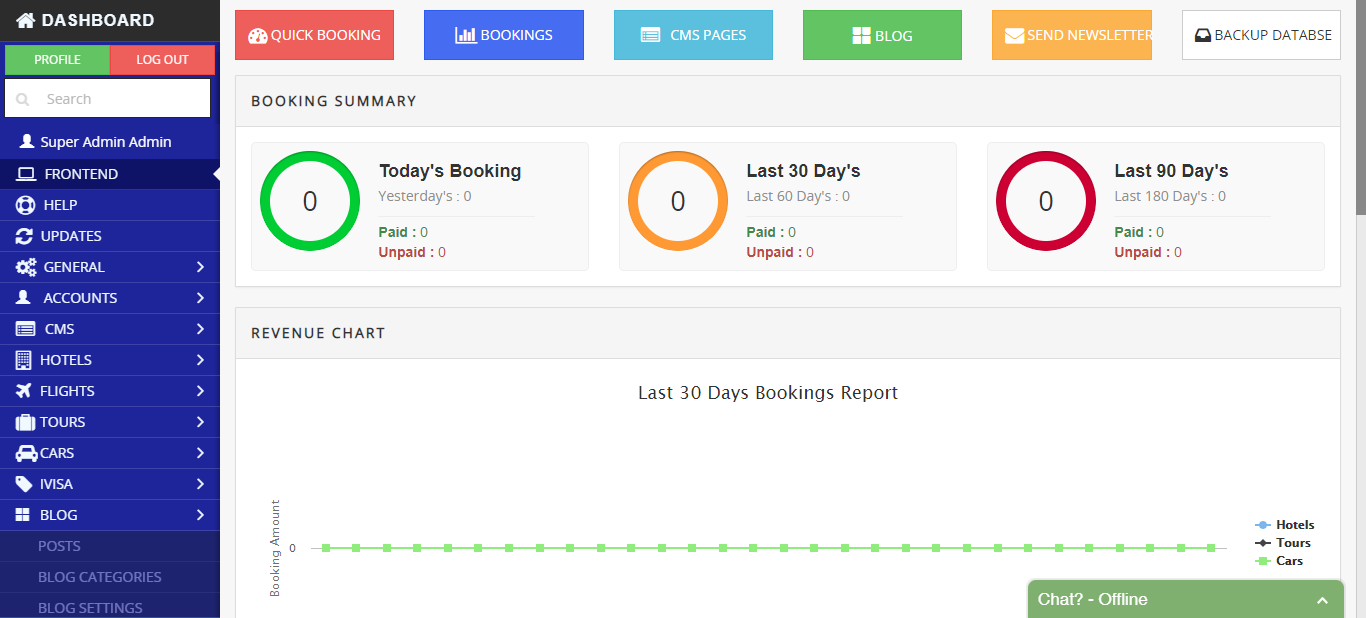 DASHBOARD
PROFILE
LOG OUT
Search
Super Admin Admin
FRONTEND
HELP
UPDATES
GENERAL
ACCOUNTS
CMS
HOTELS
FLIGHTS
TOURS
CARS
IVISA
BLOG
POSTS
BLOG CATEGORIES
BLOG SETTINGS
QUICK BOOKING
BOOKINGS
CMS PAGES
BLOG
SEND NEWSLETTER
BACKUP DATABSE
BOOKING SUMMARY
0
Today's Booking
Yesterday's : 0
Paid : 0
Unpaid : 0
0
Last 30 Day's
Last 60 Day's : 0
Paid : 0
Unpaid : 0
0
Last 90 Day's
Last 180 Day's : 0
Paid : 0
Unpaid : 0
REVENUE CHART
Last 30 Days Bookings Report
Booking Amount
0
Hotels
Tours
Cars
Chat? - Offline